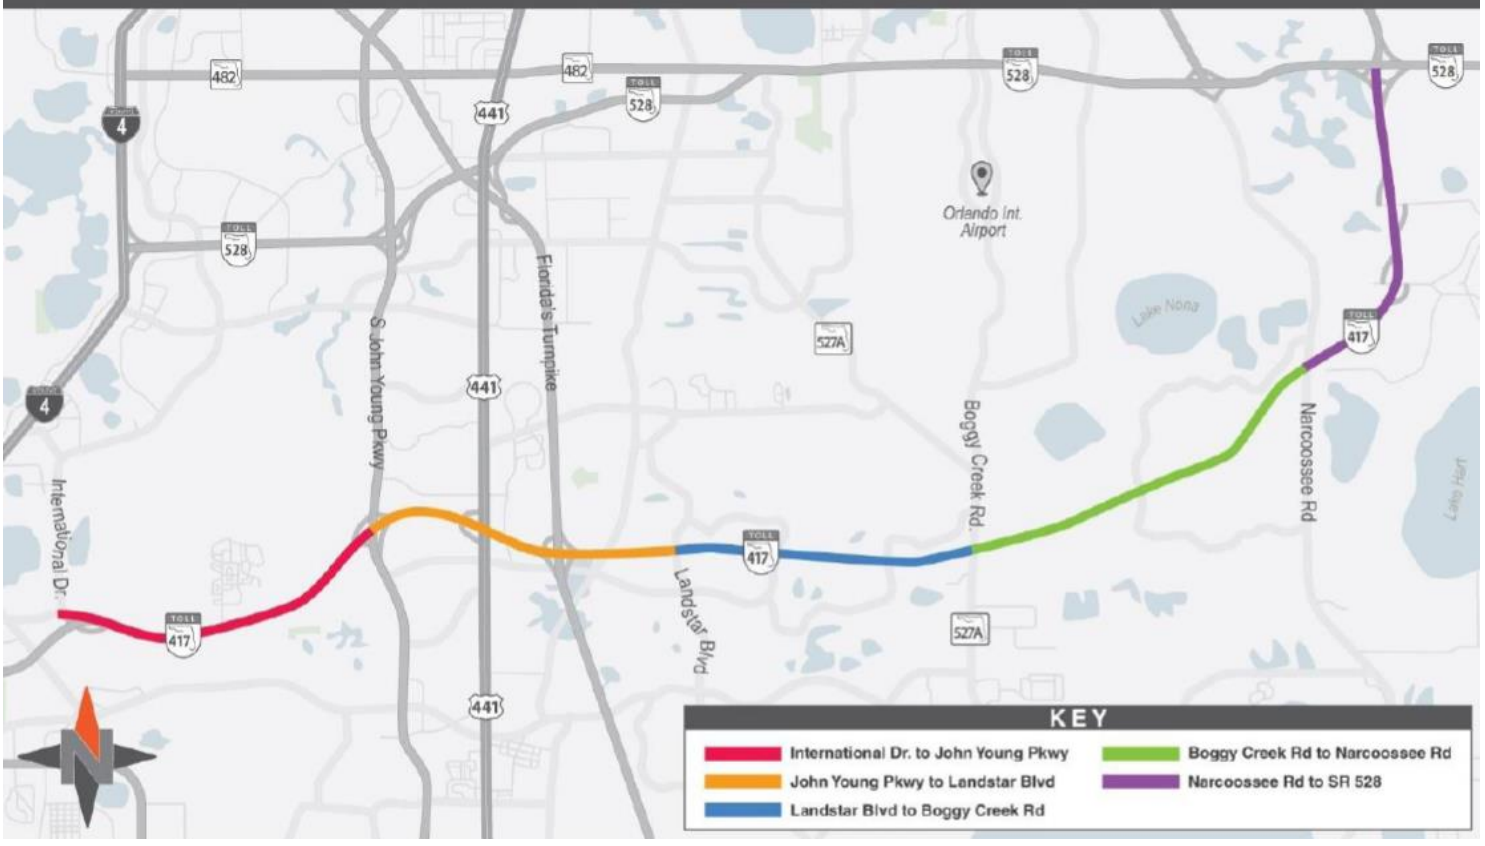 482
482
TOLL
528
TOLL
528
TOLL
528
4
441
TOLL
528
Orlando Int.
Airport
Florida's Turnpike
S John Young Pkwy
Lake Nona
TOLL
417
527A
441
4
Boggy Creek Rd.
Narcoossee Rd
Lake Hart
International Dr.
TOLL
417
Landstar Blvd
TOLL
417
527A
441
N
KEY
International Dr. to John Young Pkwy
John Young Pkwy to Landstar Blvd
Landstar Blvd to Boggy Creek Rd
Boggy Creek Rd to Narcoossee Rd
Narcoossee Rd to SR 528